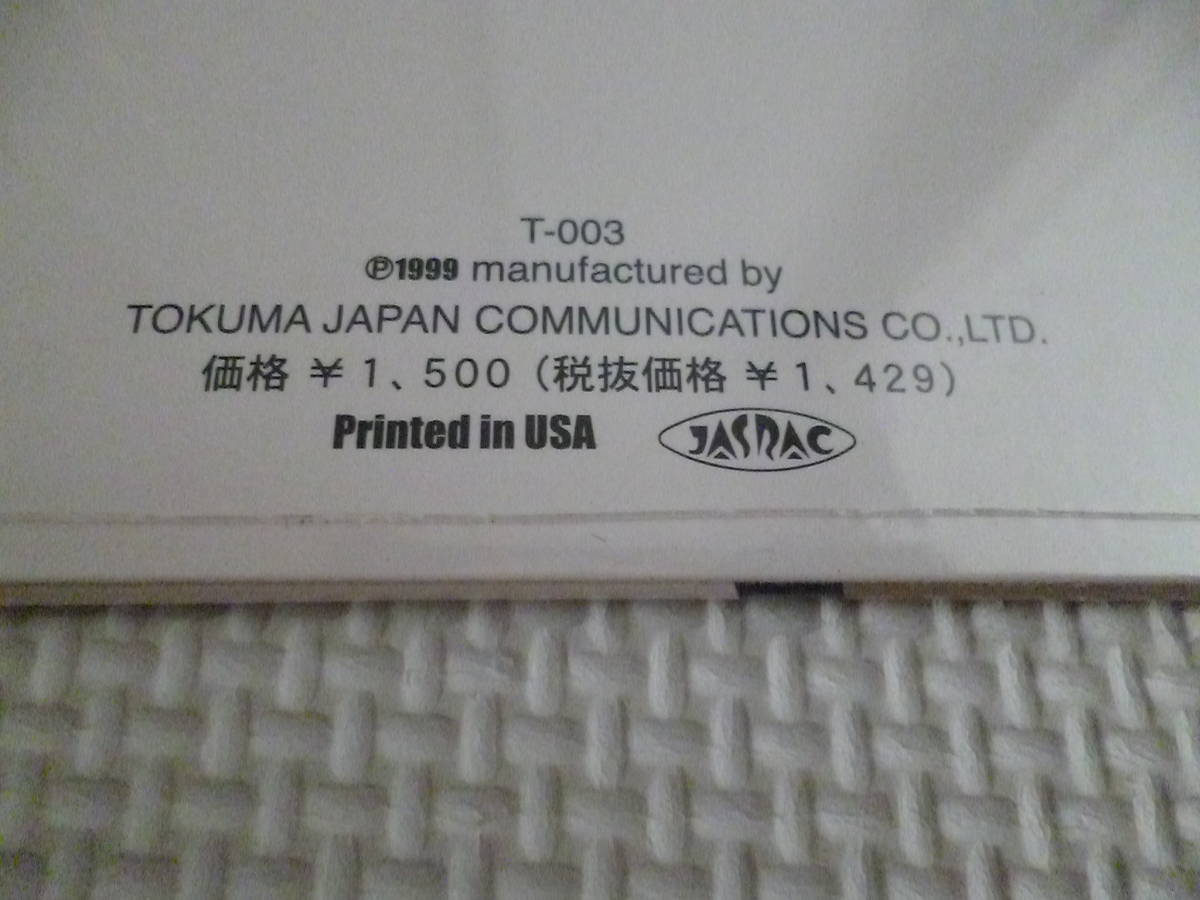 T-003
℗1999 manufactured by
TOKUMA JAPAN COMMUNICATIONS CO.,LTD.
価格 ¥1、500(税抜価格 ¥1、429)
Printed in USA JASRAC